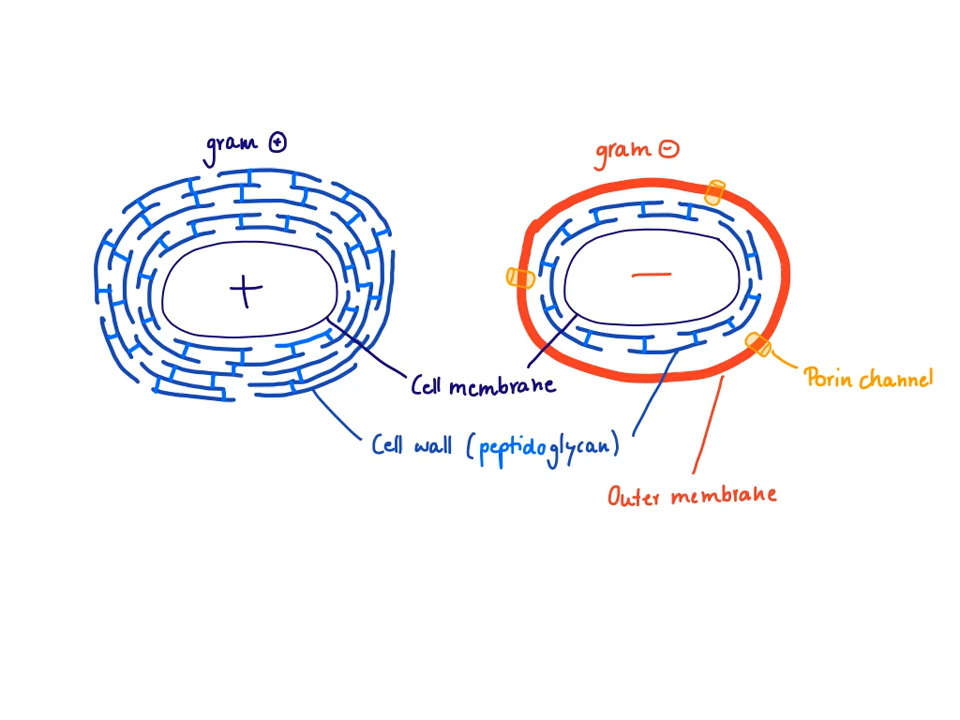 gram ⊕
gram ⊖
+
−
Cell membrane
Porin channel
Cell wall (peptidoglycan)
Outer membrane